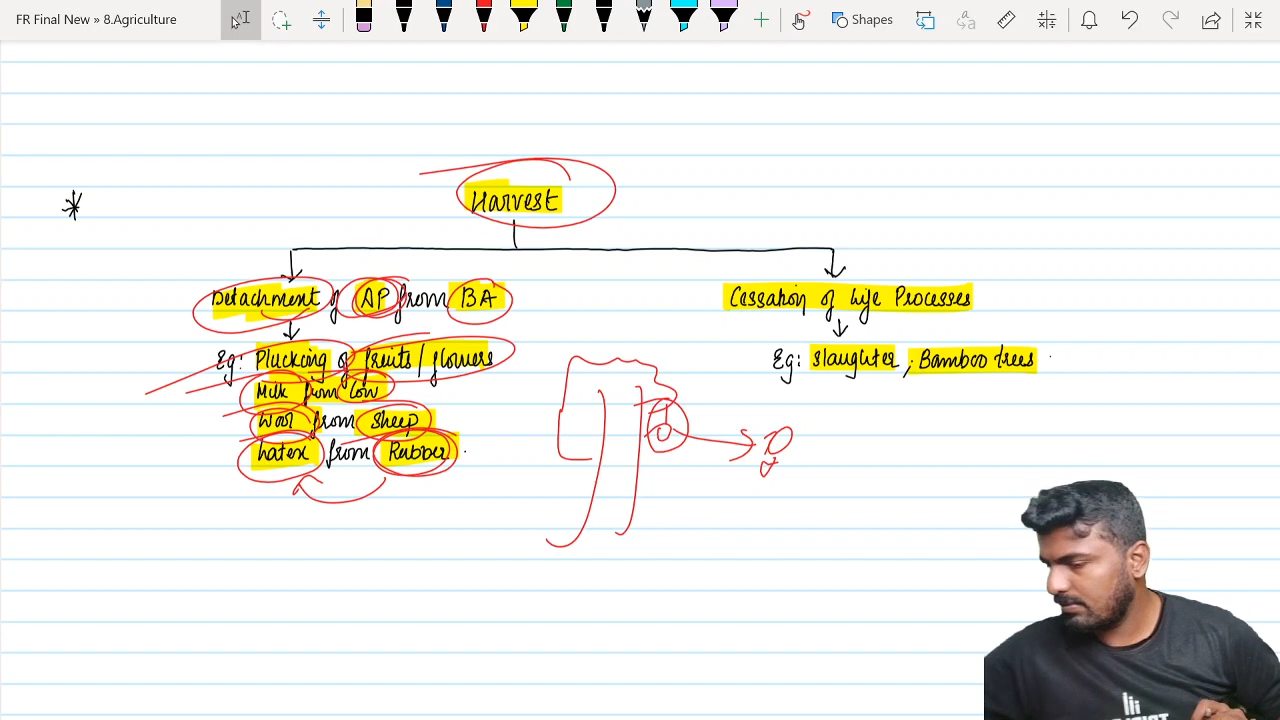 FR Final New » 8.Agriculture
Shapes
*
Harvest
Detachment of AP from BA
Cessation of Life Processes
Eg: Plucking of fruits / flowers
Eg: Slaughter ; Bamboo trees
Milk from Cow
Wool from Sheep
Latex from Rubber